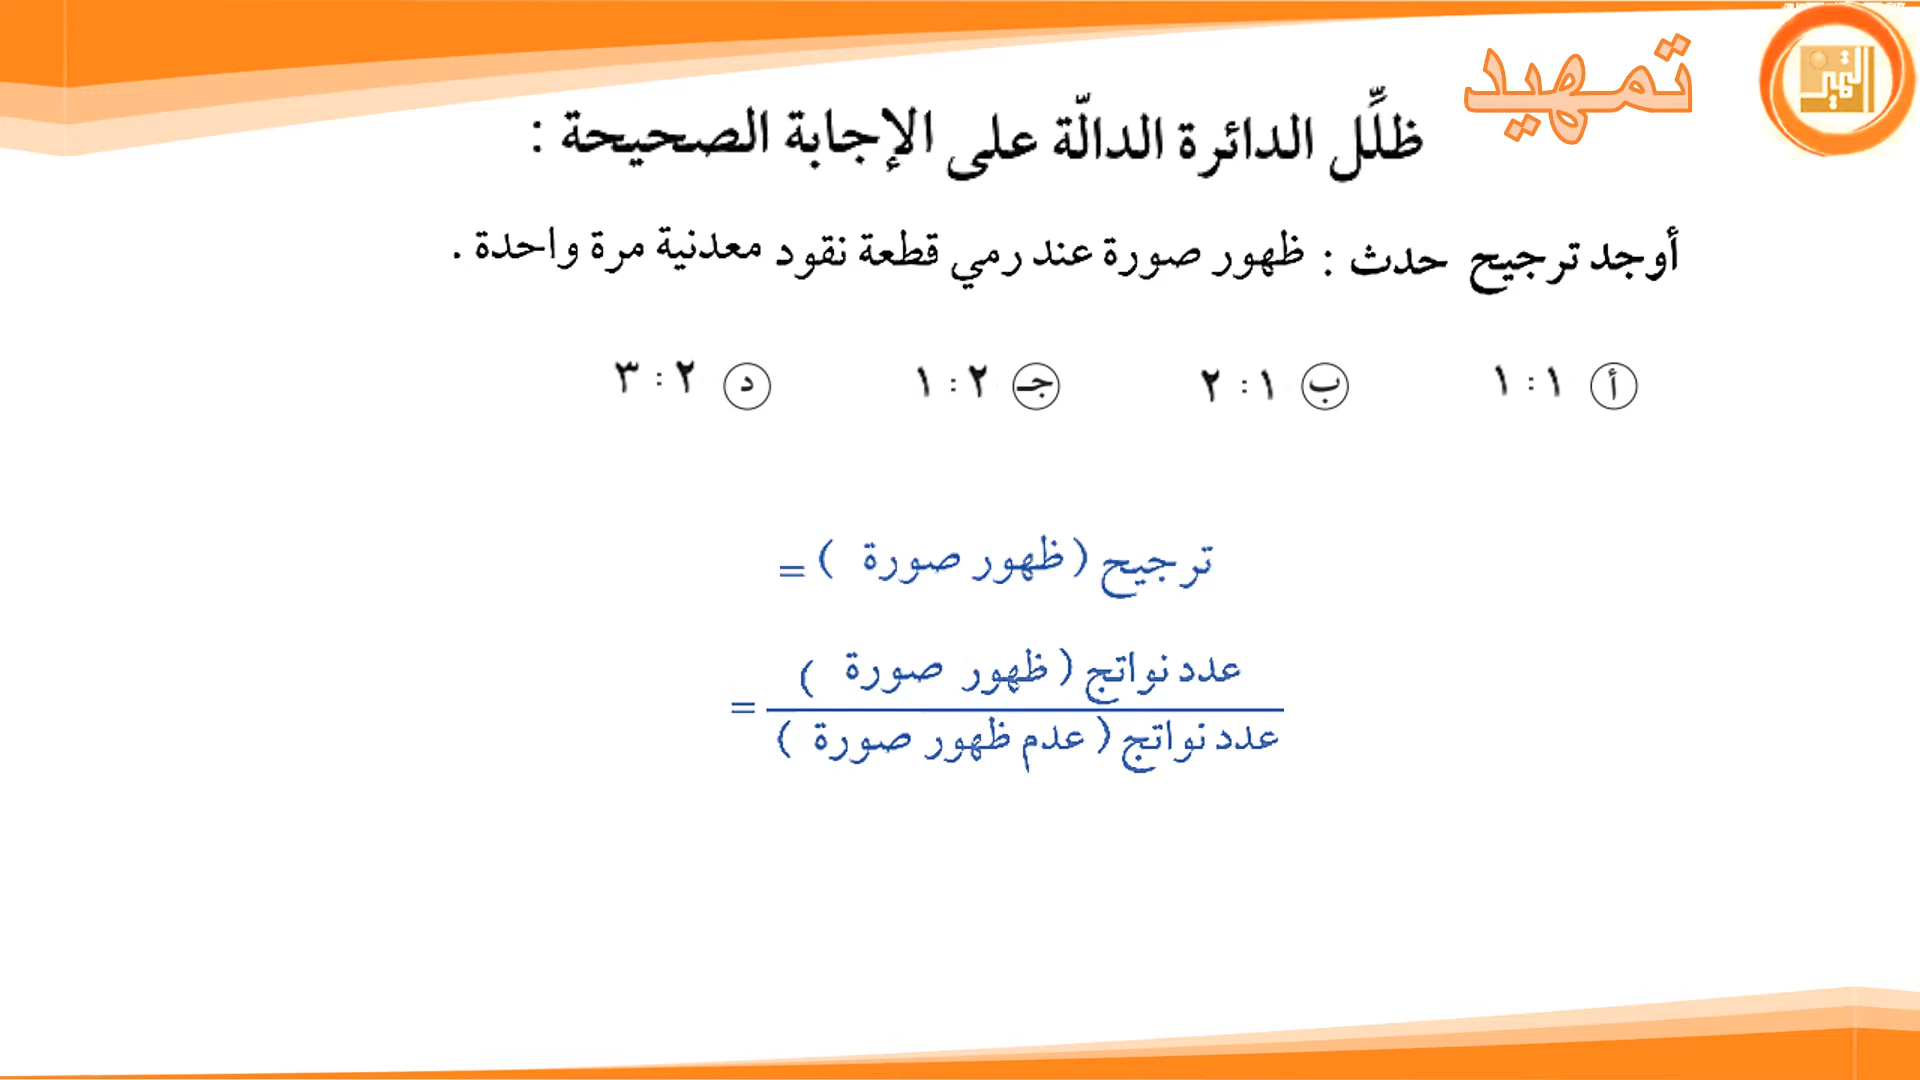 تمهيد
التميز
ظلِّل الدائرة الدالّة على الإجابة الصحيحة :
أوجد ترجيح حدث : ظهور صورة عند رمي قطعة نقود معدنية مرة واحدة .
أ ١ : ١ ب ١ : ٢ جـ ٢ : ١ د ٢ : ٣
ترجيح ( ظهور صورة ) =
عدد نواتج ( ظهور صورة )
=
عدد نواتج ( عدم ظهور صورة )